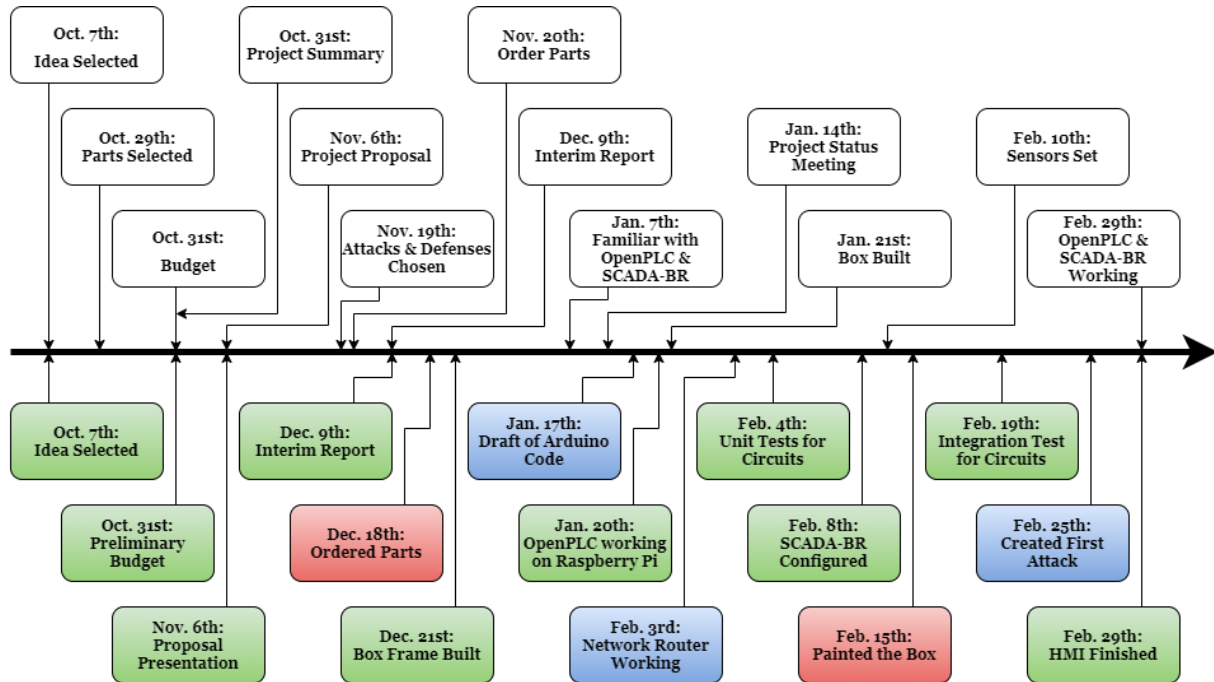 Oct. 7th:
Idea Selected
Oct. 31st:
Project Summary
Nov. 20th:
Order Parts
Oct. 29th:
Parts Selected
Nov. 6th:
Project Proposal
Dec. 9th:
Interim Report
Jan. 14th:
Project Status
Meeting
Feb. 10th:
Sensors Set
Oct. 31st:
Budget
Nov. 19th:
Attacks & Defenses
Chosen
Jan. 7th:
Familiar with
OpenPLC &
SCADA-BR
Jan. 21st:
Box Built
Feb. 29th:
OpenPLC &
SCADA-BR
Working
Oct. 7th:
Idea Selected
Dec. 9th:
Interim Report
Jan. 17th:
Draft of Arduino
Code
Feb. 4th:
Unit Tests for
Circuits
Feb. 19th:
Integration Test
for Circuits
Oct. 31st:
Preliminary
Budget
Dec. 18th:
Ordered Parts
Jan. 20th:
OpenPLC working
on Raspberry Pi
Feb. 8th:
SCADA-BR
Configured
Feb. 25th:
Created First
Attack
Nov. 6th:
Proposal
Presentation
Dec. 21st:
Box Frame Built
Feb. 3rd:
Network Router
Working
Feb. 15th:
Painted the Box
Feb. 29th:
HMI Finished